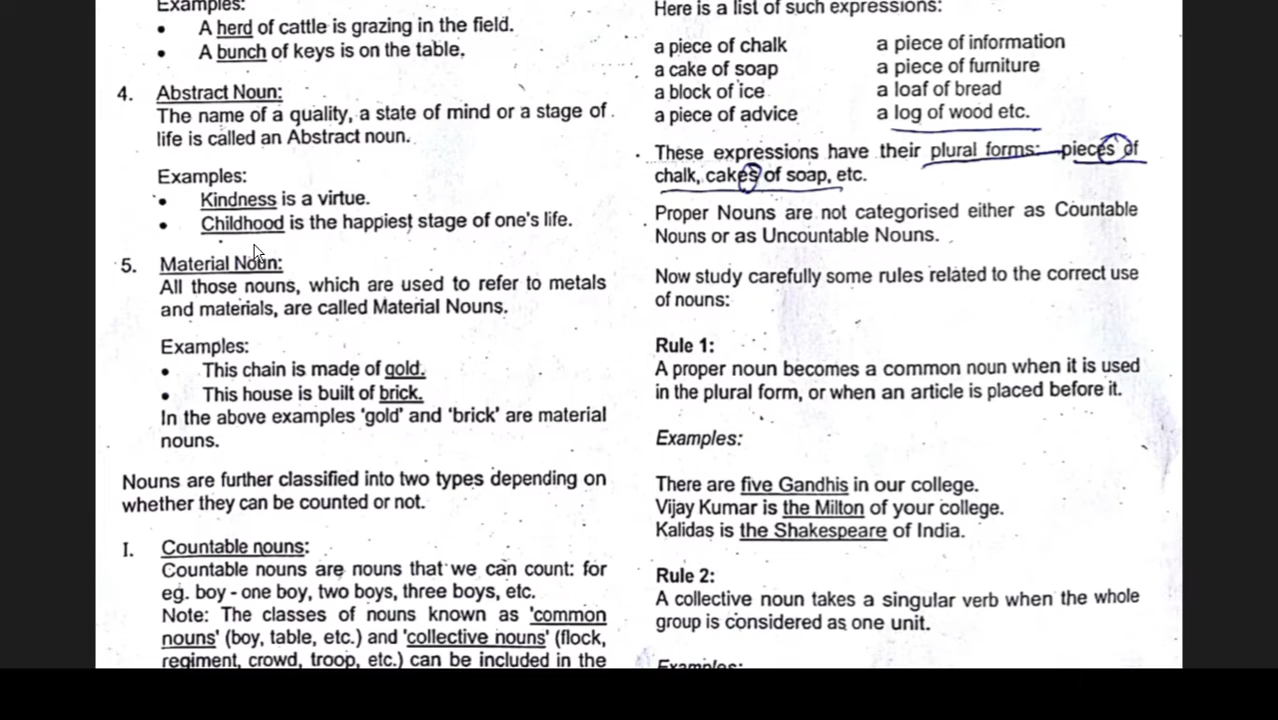 Examples:
• A herd of cattle is grazing in the field.
• A bunch of keys is on the table.
4. Abstract Noun:
The name of a quality, a state of mind or a stage of
life is called an Abstract noun.
Examples:
• Kindness is a virtue.
• Childhood is the happiest stage of one's life.
5. Material Noun:
All those nouns, which are used to refer to metals
and materials, are called Material Nouns.
Examples:
• This chain is made of gold.
• This house is built of brick.
In the above examples 'gold' and 'brick' are material
nouns.
Nouns are further classified into two types depending on
whether they can be counted or not.
I. Countable nouns:
Countable nouns are nouns that we can count: for
eg. boy - one boy, two boys, three boys, etc.
Note: The classes of nouns known as 'common
nouns' (boy, table, etc.) and 'collective nouns' (flock,
regiment, crowd, troop, etc.) can be included in the
Here is a list of such expressions:
a piece of chalk a piece of information
a cake of soap a piece of furniture
a block of ice a loaf of bread
a piece of advice a log of wood etc.
These expressions have their plural forms: pieces of
chalk, cakes of soap, etc.
Proper Nouns are not categorised either as Countable
Nouns or as Uncountable Nouns.
Now study carefully some rules related to the correct use
of nouns:
Rule 1:
A proper noun becomes a common noun when it is used
in the plural form, or when an article is placed before it.
Examples:
There are five Gandhis in our college.
Vijay Kumar is the Milton of your college.
Kalidas is the Shakespeare of India.
Rule 2:
A collective noun takes a singular verb when the whole
group is considered as one unit.
Examples: